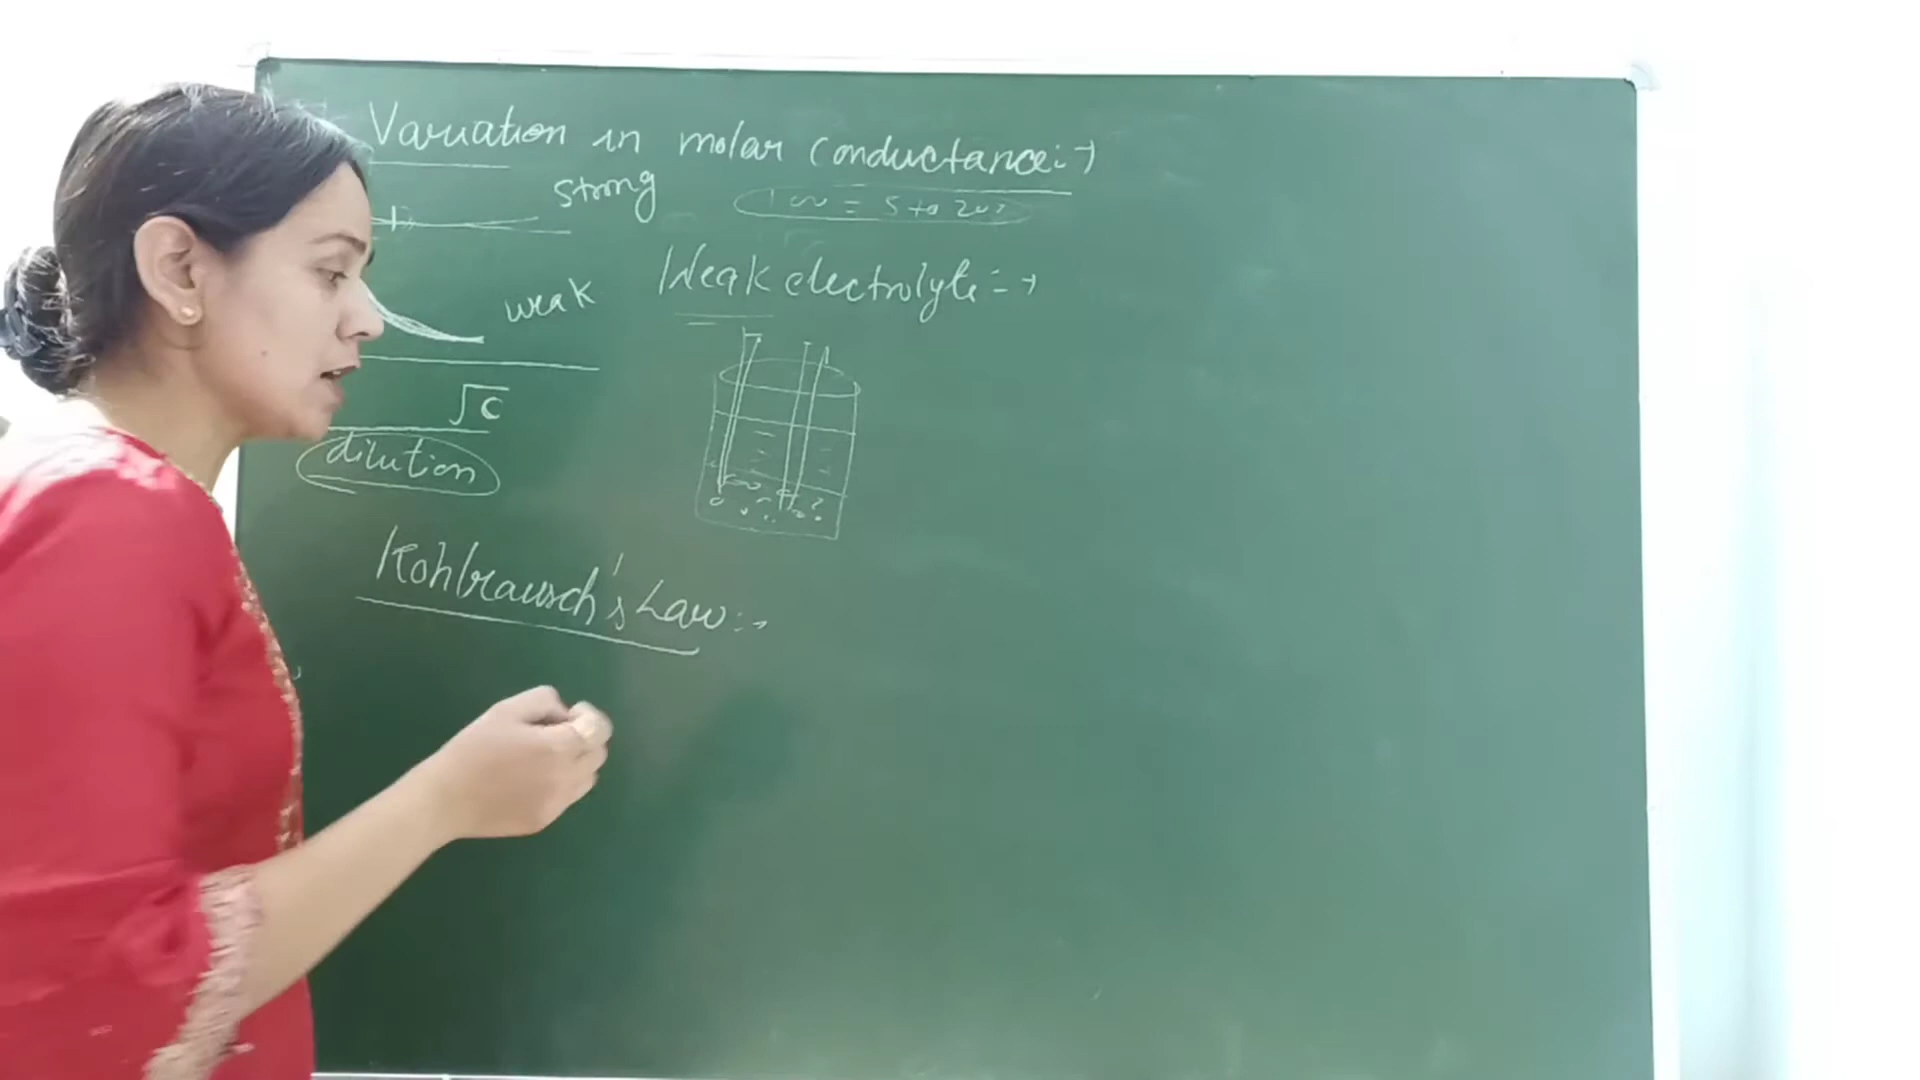 Variation in molar conductance:→
strong
Weak electrolyte:→
weak
√C
dilution
Kohlrausch's Law:→